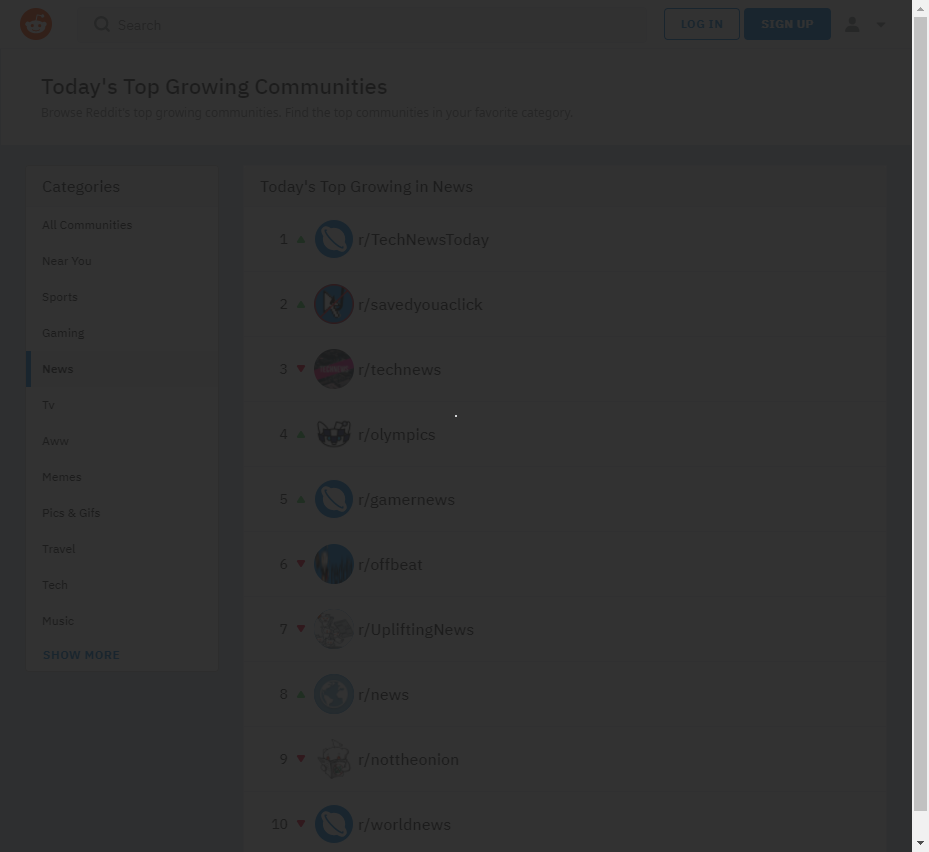 Search
LOG IN
SIGN UP
Today's Top Growing Communities
Browse Reddit's top growing communities. Find the top communities in your favorite category.
Categories
All Communities
Near You
Sports
Gaming
News
Tv
Aww
Memes
Pics & Gifs
Travel
Tech
Music
SHOW MORE
Today's Top Growing in News
1 r/TechNewsToday
2 r/savedyouaclick
3 r/technews
4 r/olympics
5 r/gamernews
6 r/offbeat
7 r/UpliftingNews
8 r/news
9 r/nottheonion
10 r/worldnews